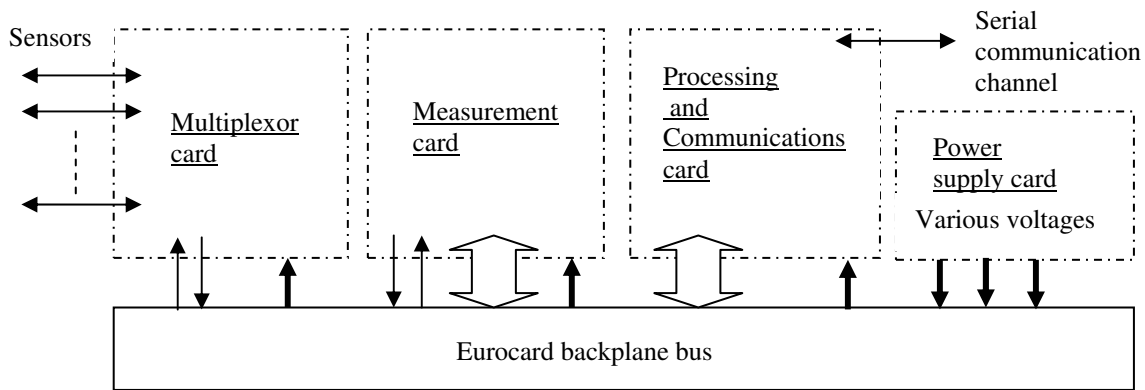 Sensors
Multiplexor
card
Measurement
card
Processing
and
Communications
card
Serial
communication
channel
Power
supply card
Various voltages
Eurocard backplane bus